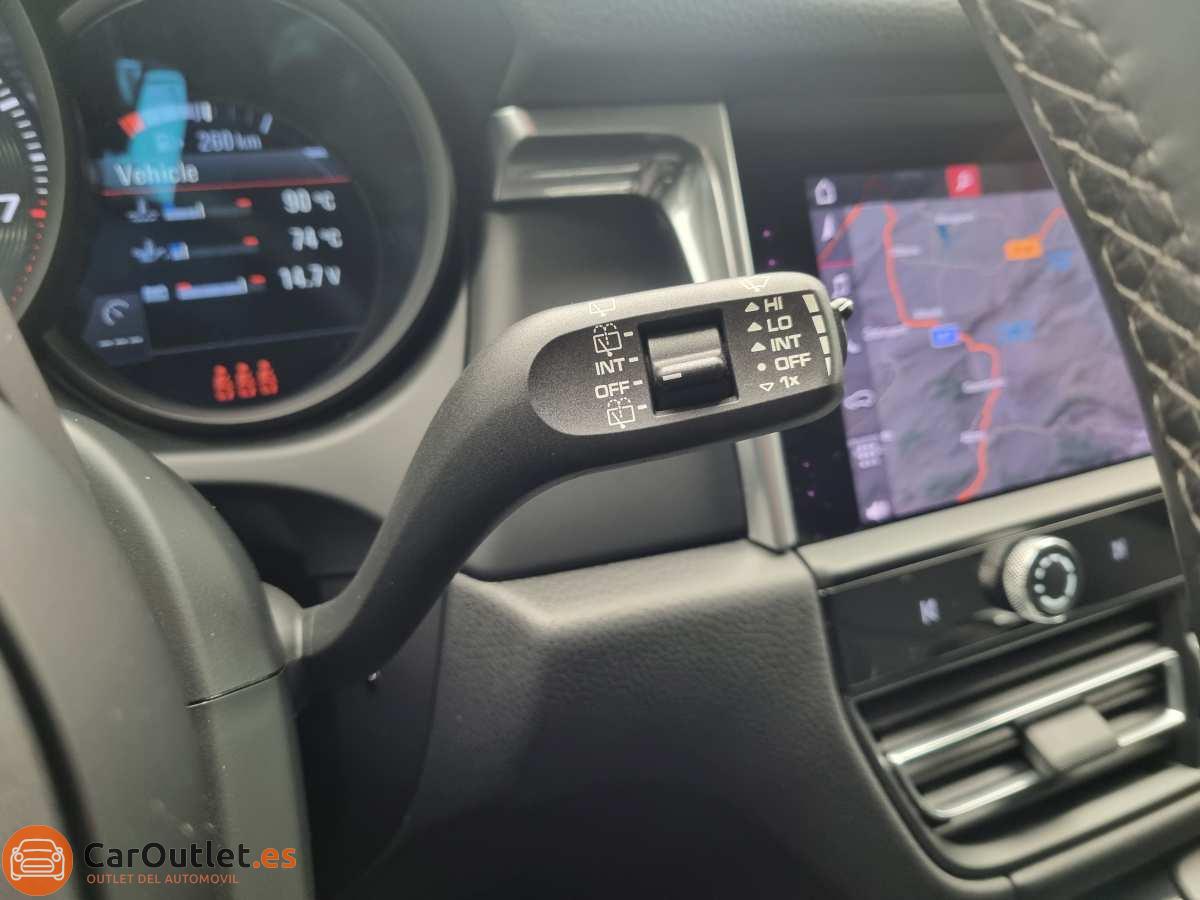 260 km
Vehicle
90 °C
74 °C
14.7 V
7
HI
LO
INT
OFF
1x
INT
OFF
CarOutlet.es
OUTLET DEL AUTOMOVIL